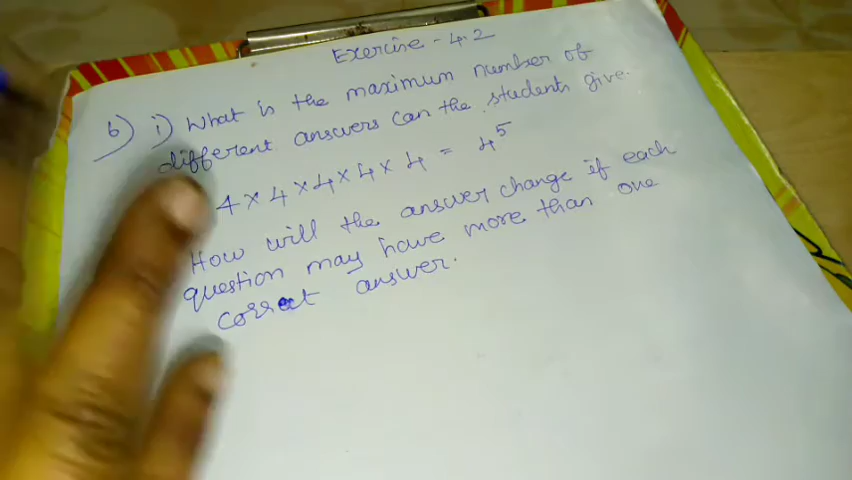 Exercise - 4.2
6) i) What is the maximum number of
different answers can the students give.
4 × 4 × 4 × 4 × 4 = 4⁵
How will the answer change if each
question may have more than one
correct answer.